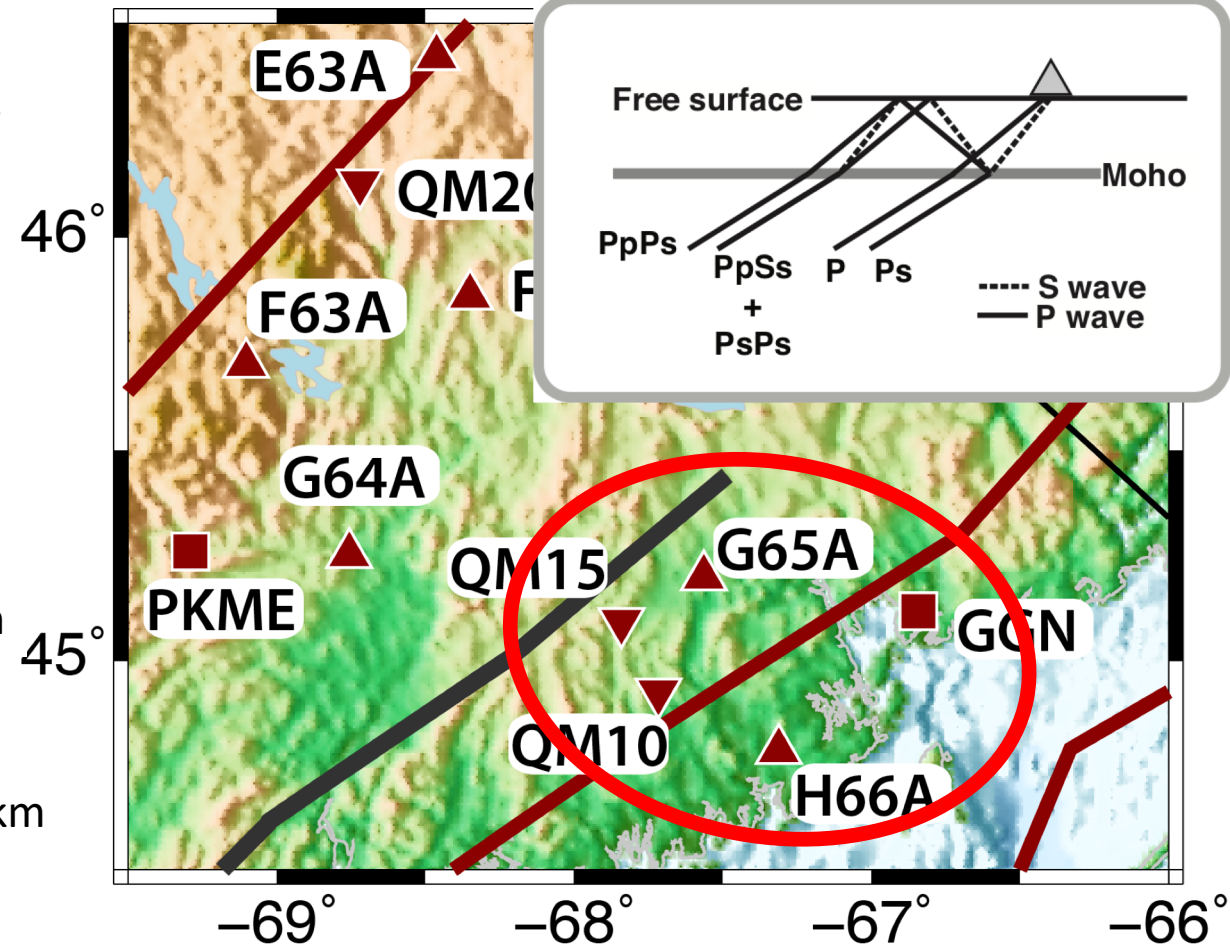 E63A
Free surface
Moho
46°
QM20
PpPs
PpSs P Ps
+
PsPs
S wave
P wave
F63A
F
G64A
QM15
G65A
PKME
GGN
45°
QM10
H66A
km
−69° −68° −67° −66°